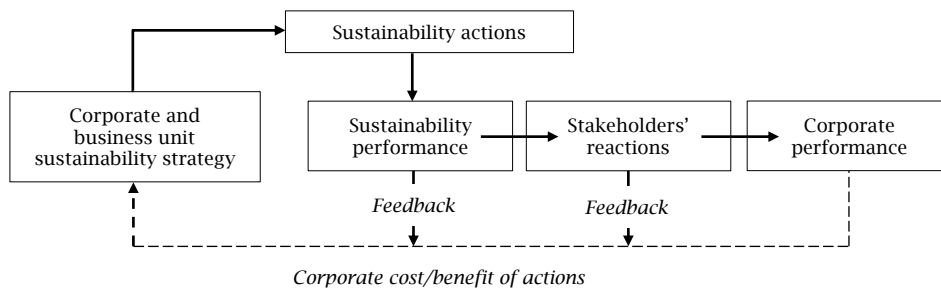 Sustainability actions
Corporate and
business unit
sustainability strategy
Sustainability
performance
Stakeholders’
reactions
Corporate
performance
Feedback
Feedback
Corporate cost/benefit of actions